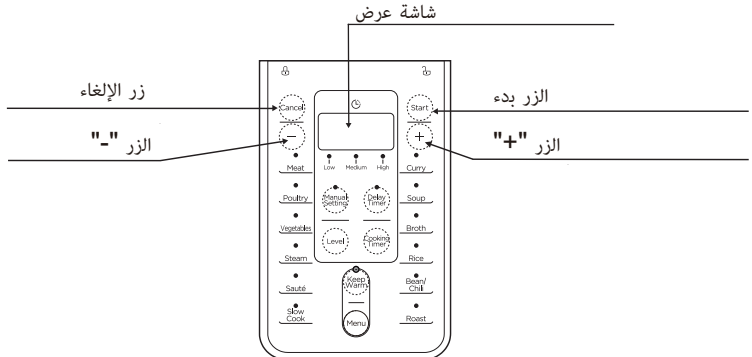 شاشة عرض
زر الإلغاء
الزر بدء
الزر "-"
الزر "+"
Cancel
Start
−
+
Low Medium High
Meat
Curry
Poultry
Manual Setting
Delay Timer
Soup
Vegetables
Broth
Level
Cooking Timer
Steam
Rice
Keep Warm
Sauté
Bean/ Chili
Slow Cook
Menu
Roast